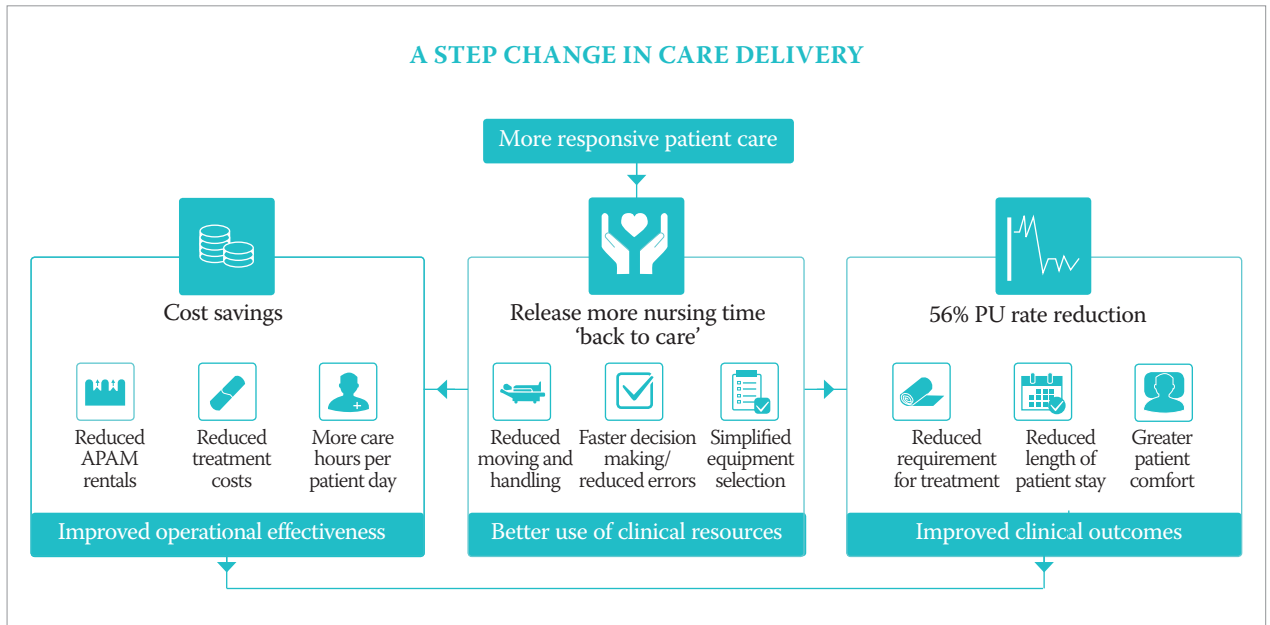 A STEP CHANGE IN CARE DELIVERY
More responsive patient care
Cost savings
Reduced
APAM
rentals
Reduced
treatment
costs
More care
hours per
patient day
Improved operational effectiveness
Release more nursing time
‘back to care’
Reduced
moving and
handling
Faster decision
making/
reduced errors
Simplified
equipment
selection
Better use of clinical resources
56% PU rate reduction
Reduced
requirement
for treatment
Reduced
length of
patient stay
Greater
patient
comfort
Improved clinical outcomes